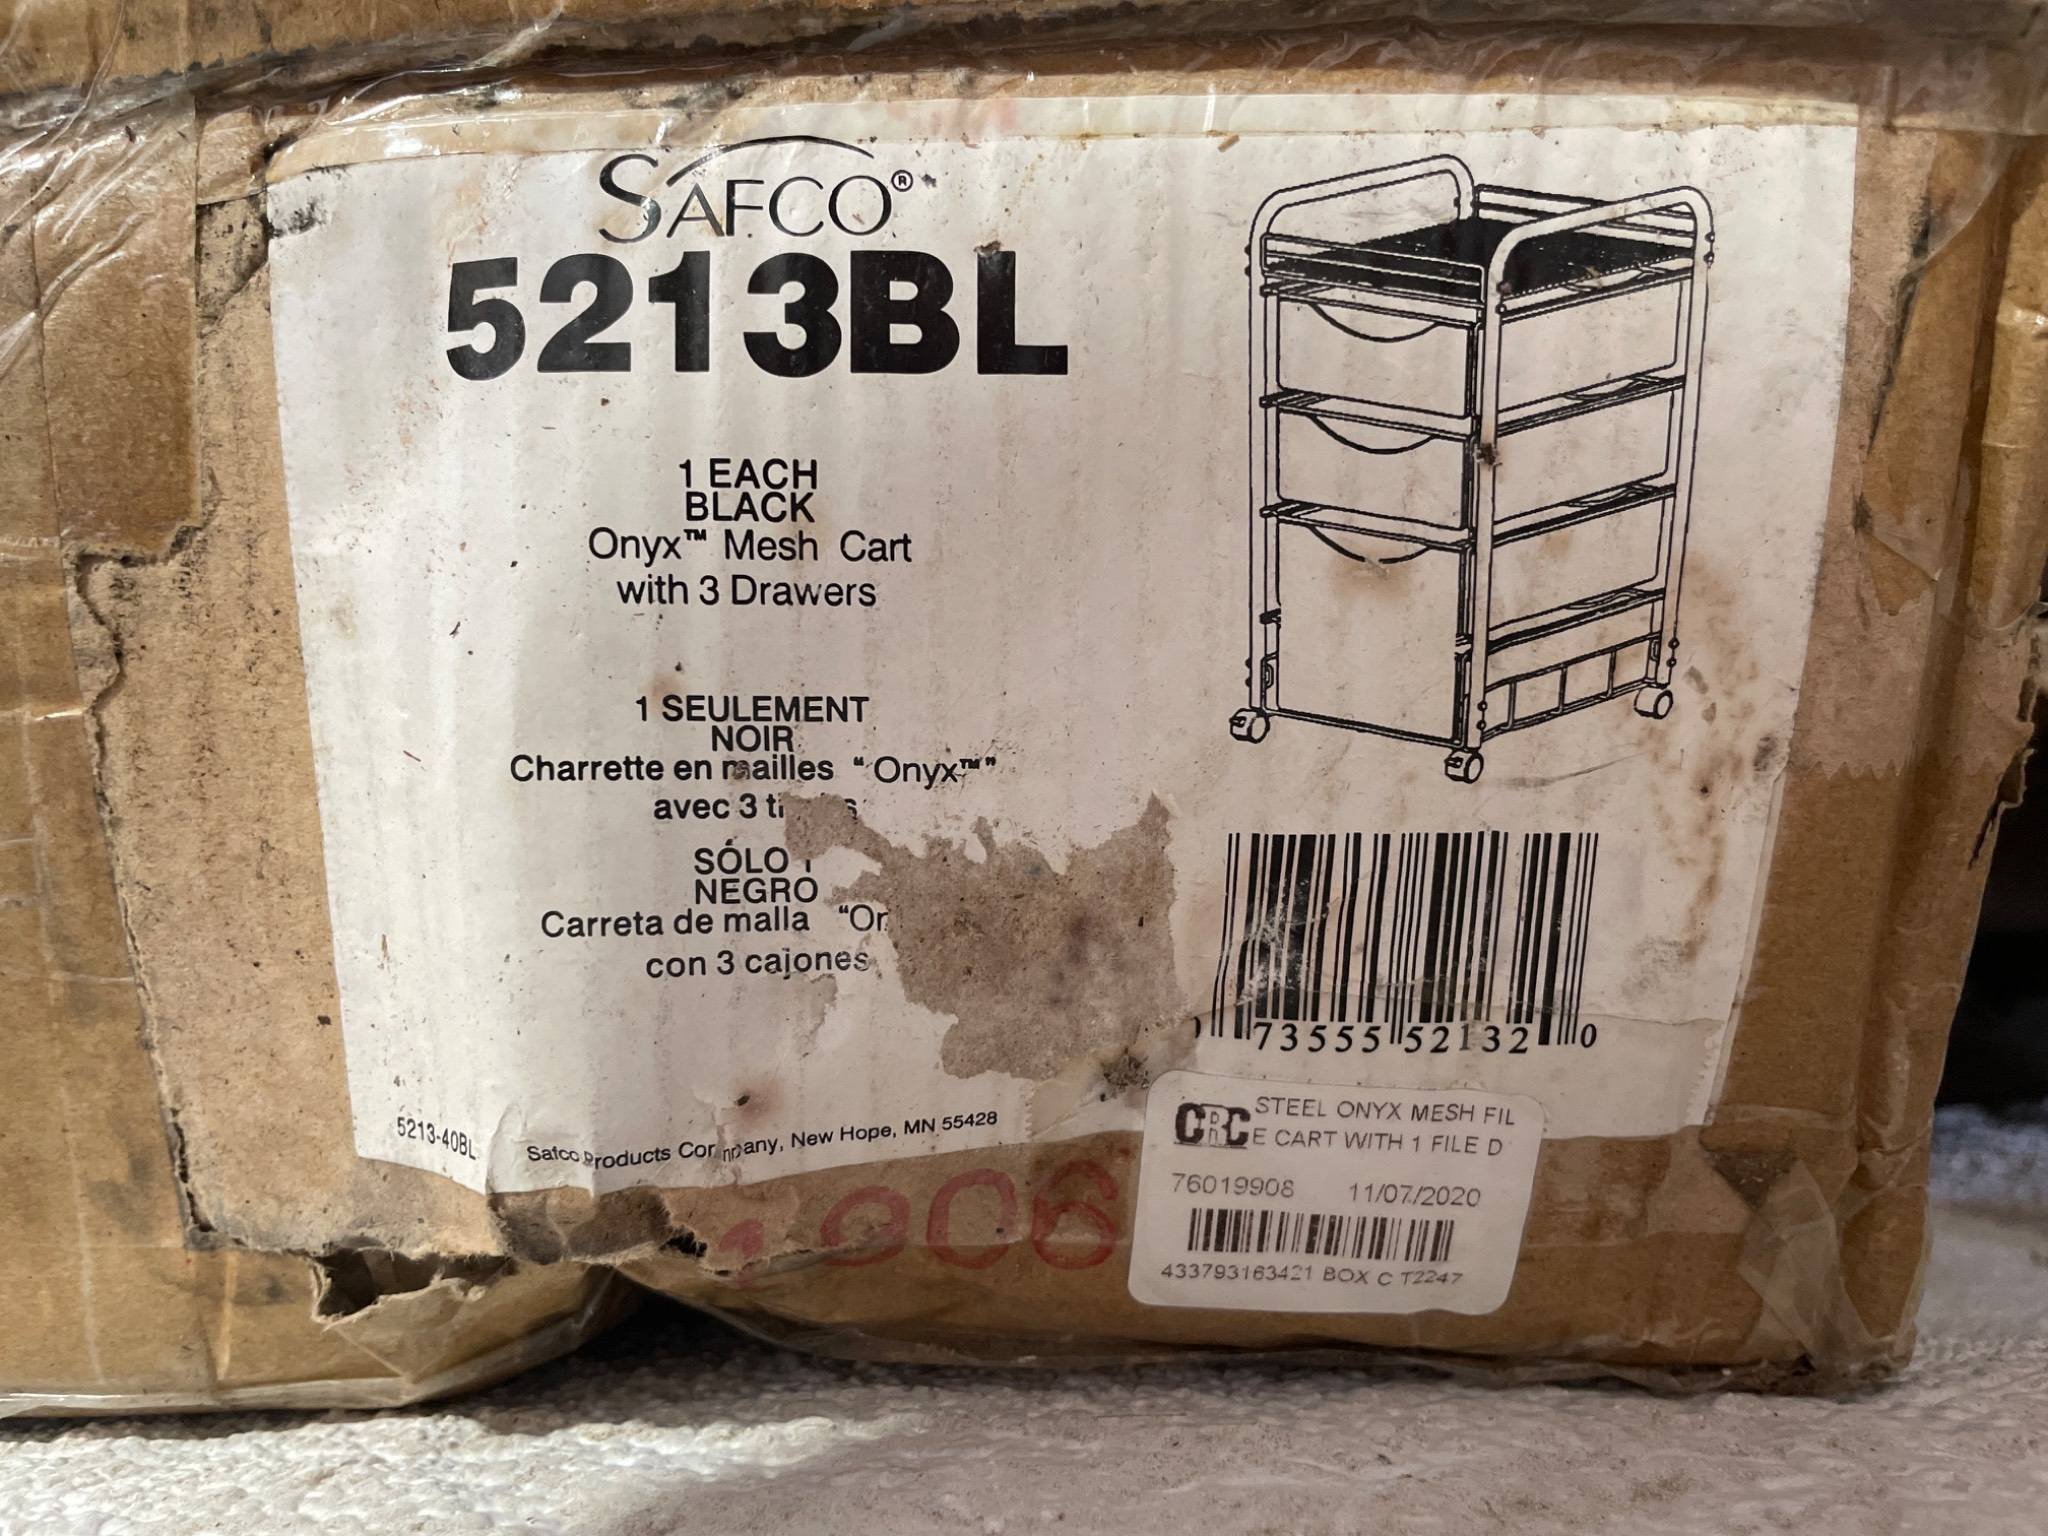 SAFCO®
5213BL
1 EACH
BLACK
Onyx™ Mesh Cart
with 3 Drawers
1 SEULEMENT
NOIR
Charrette en mailles “Onyx™”
avec 3
SÓLO
NEGRO
Carreta de malla
con 3 cajones
73555 52132 0
5213-40BL
Safco Products Company, New Hope, MN 55428
CRC STEEL ONYX MESH FIL
E CART WITH 1 FILE D
76019908 11/07/2020
433793163421 BOX C T2247